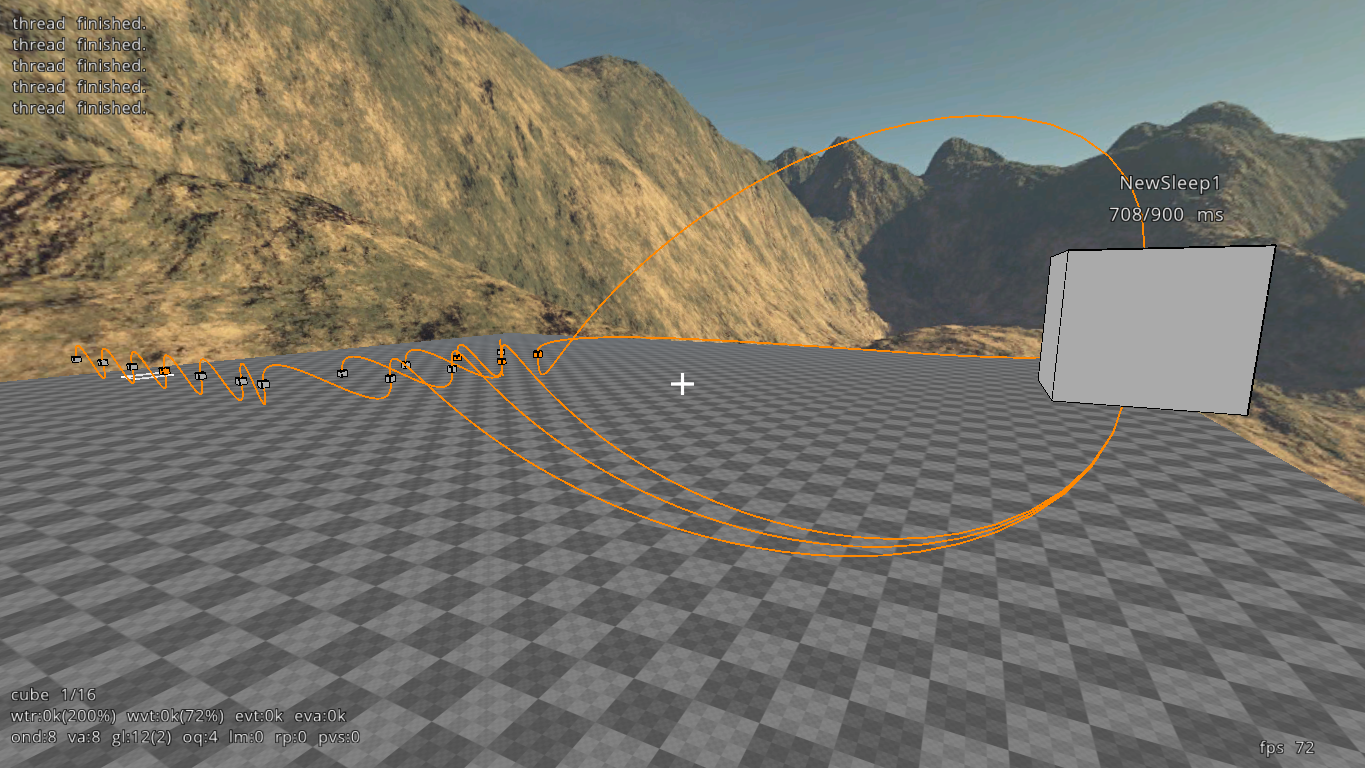 thread finished.
thread finished.
thread finished.
thread finished.
thread finished.
NewSleep1
708/900 ms
cube 1/16
wtr:0k(200%) wvt:0k(72%) evt:0k eva:0k
ond:8 va:8 gl:12(2) oq:4 lm:0 rp:0 pvs:0
fps 72